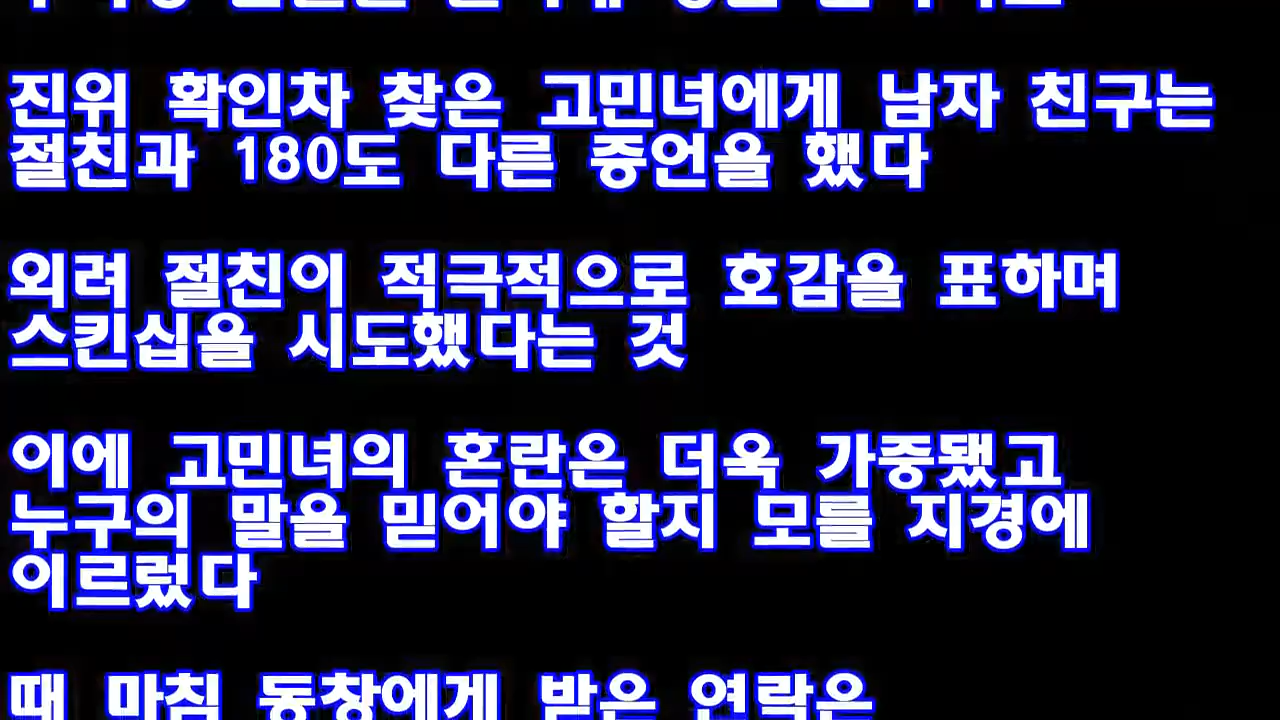 진위 확인차 찾은 고민녀에게 남자 친구는
절친과 180도 다른 증언을 했다
외려 절친이 적극적으로 호감을 표하며
스킨십을 시도했다는 것
이에 고민녀의 혼란은 더욱 가중됐고
누구의 말을 믿어야 할지 모를 지경에
이르렀다
때 마침 동창에게 받은 연락은